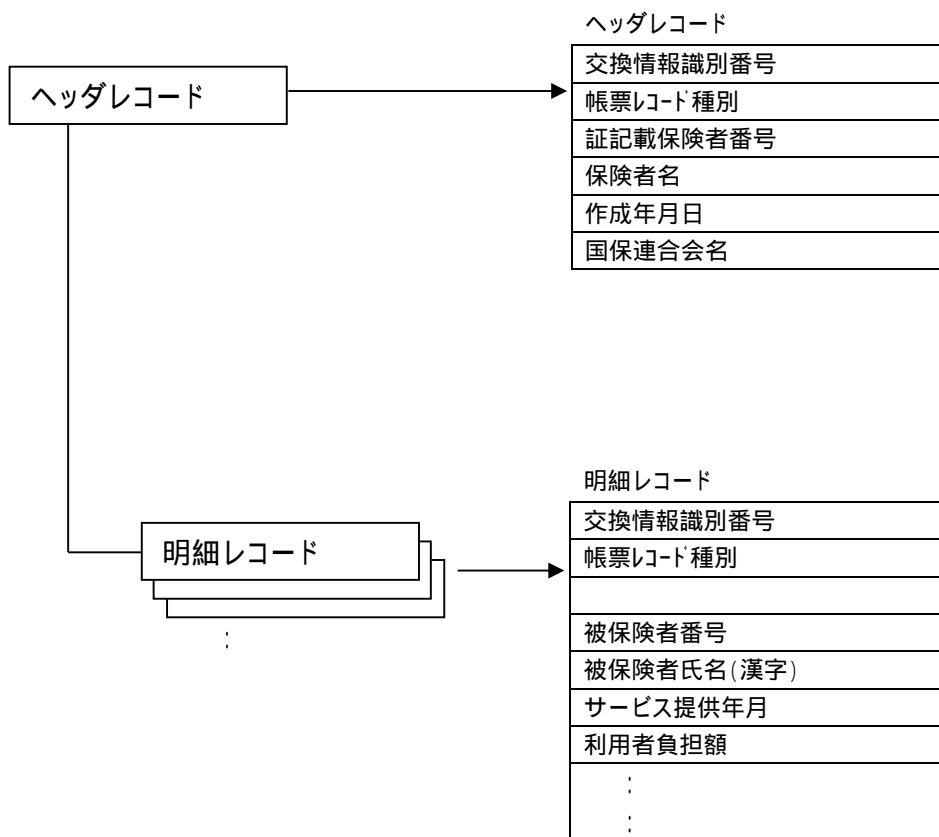 ヘッダレコード
交換情報識別番号
帳票ﾚｺｰﾄﾞ種別
証記載保険者番号
保険者名
作成年月日
国保連合会名
ヘッダレコード
明細レコード
交換情報識別番号
帳票ﾚｺｰﾄﾞ種別
被保険者番号
被保険者氏名(漢字)
サービス提供年月
利用者負担額
:
:
明細レコード
: